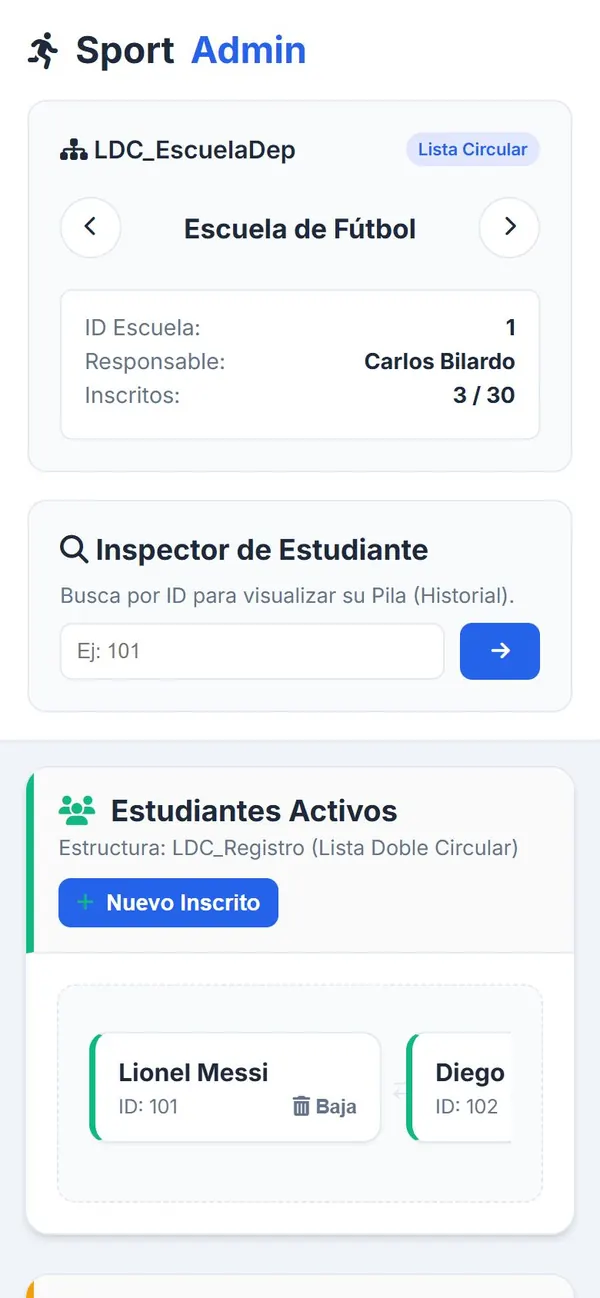 Sport Admin
LDC_EscuelaDep
Lista Circular
Escuela de Fútbol
ID Escuela: 1
Responsable: Carlos Bilardo
Inscritos: 3 / 30
Inspector de Estudiante
Busca por ID para visualizar su Pila (Historial).
Ej: 101
Estudiantes Activos
Estructura: LDC_Registro (Lista Doble Circular)
+ Nuevo Inscrito
Lionel Messi
ID: 101
Baja
Diego
ID: 102